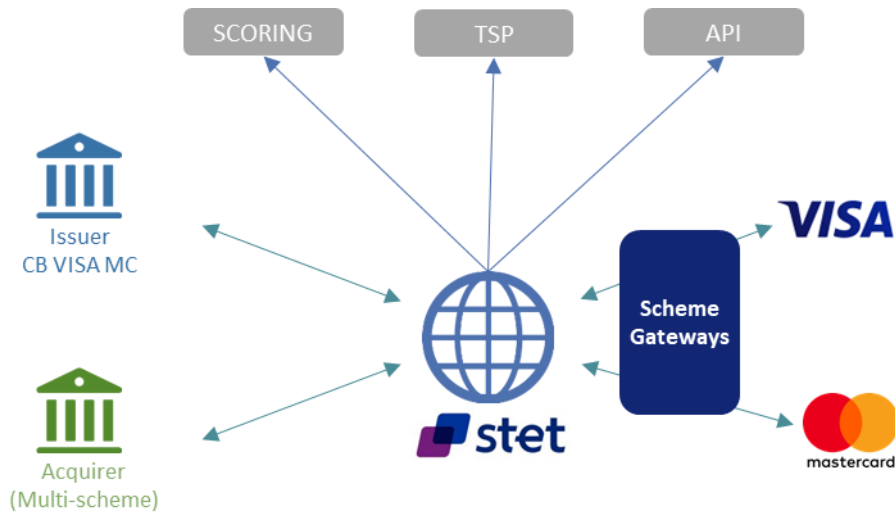 SCORING
TSP
API
Issuer
CB VISA MC
VISA
Scheme
Gateways
stet
Acquirer
(Multi-scheme)
mastercard